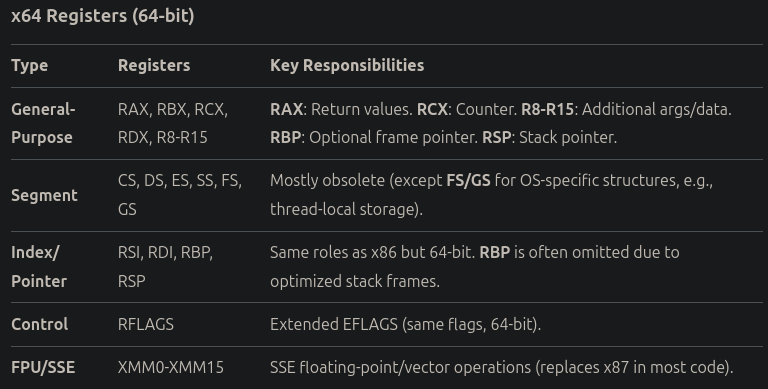 x64 Registers (64-bit)
Type Registers Key Responsibilities
General- RAX, RBX, RCX, RAX: Return values. RCX: Counter. R8-R15: Additional args/data.
Purpose RDX, R8-R15 RBP: Optional frame pointer. RSP: Stack pointer.
Segment CS, DS, ES, SS, FS, Mostly obsolete (except FS/GS for OS-specific structures, e.g.,
GS thread-local storage).
Index/ RSI, RDI, RBP, Same roles as x86 but 64-bit. RBP is often omitted due to
Pointer RSP optimized stack frames.
Control RFLAGS Extended EFLAGS (same flags, 64-bit).
FPU/SSE XMM0-XMM15 SSE floating-point/vector operations (replaces x87 in most code).